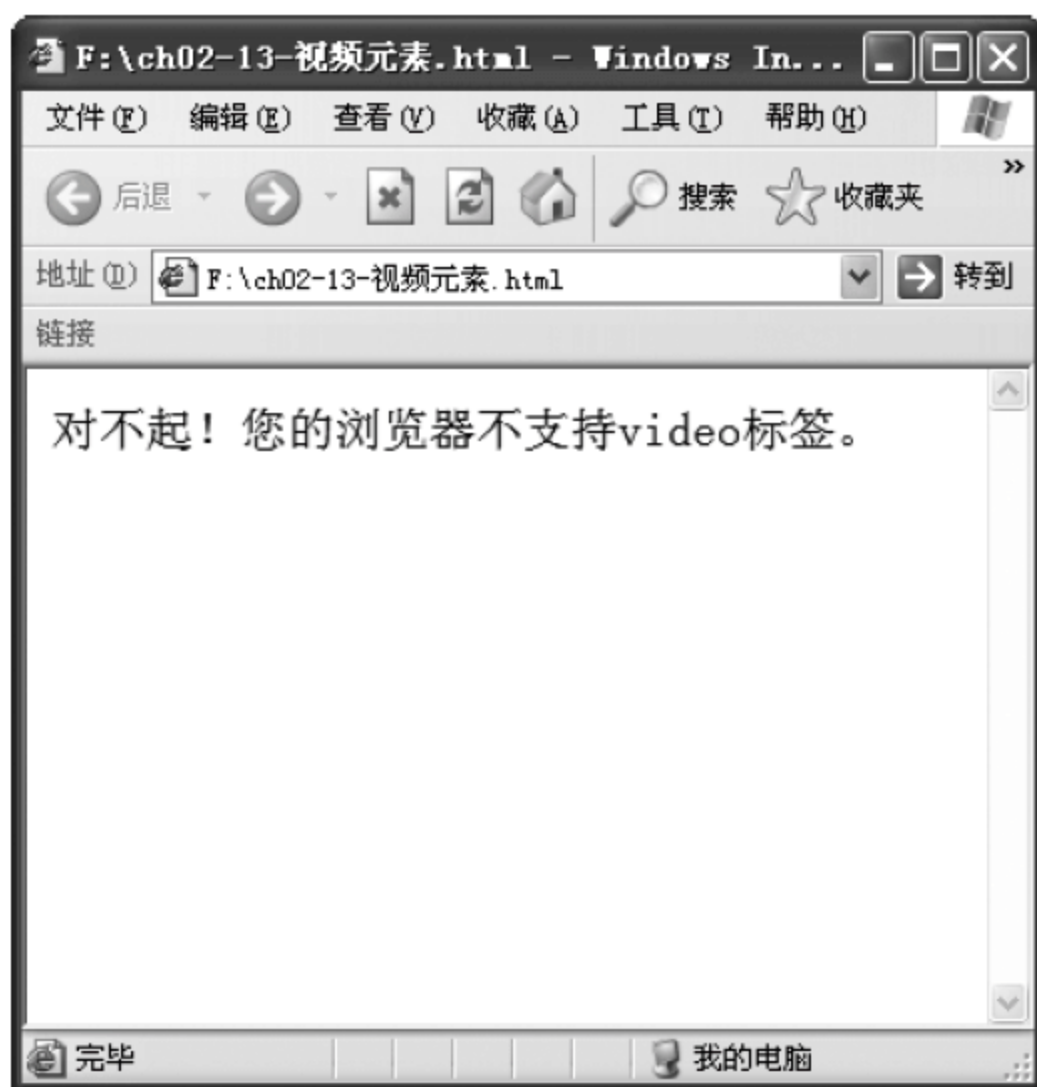 F:\ch02-13-视频元素.html - Windows In...
文件(F) 编辑(E) 查看(V) 收藏(A) 工具(T) 帮助(H)
后退 搜索 收藏夹 »
地址(D) F:\ch02-13-视频元素.html 转到
链接
对不起！您的浏览器不支持video标签。
完毕 我的电脑